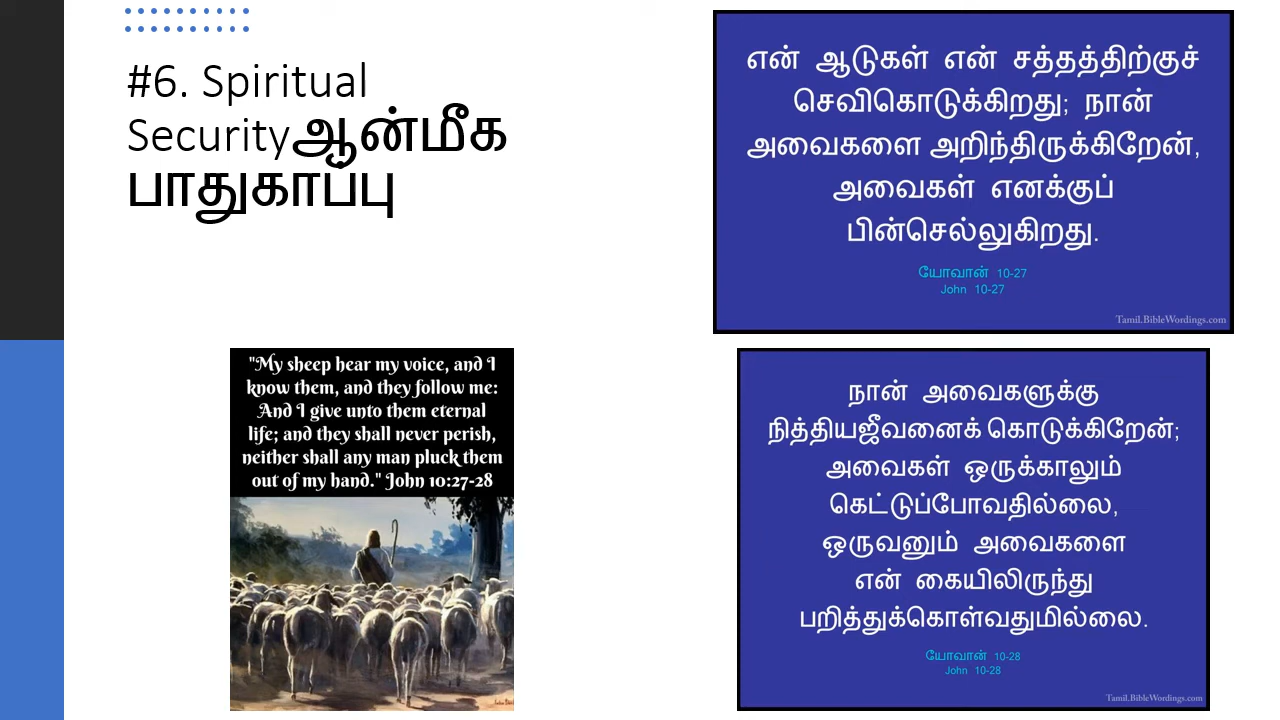 #6. Spiritual
Securityஆன்மீக
பாதுகாப்பு
என் ஆடுகள் என் சத்தத்திற்குச்
செவிகொடுக்கிறது; நான்
அவைகளை அறிந்திருக்கிறேன்,
அவைகள் எனக்குப்
பின்செல்லுகிறது.
யோவான் 10-27
John 10-27
Tamil.BibleWordings.com
"My sheep hear my voice, and I
know them, and they follow me:
And I give unto them eternal
life; and they shall never perish,
neither shall any man pluck them
out of my hand." John 10:27-28
நான் அவைகளுக்கு
நித்தியஜீவனைக் கொடுக்கிறேன்;
அவைகள் ஒருக்காலும்
கெட்டுப்போவதில்லை,
ஒருவனும் அவைகளை
என் கையிலிருந்து
பறித்துக்கொள்வதுமில்லை.
யோவான் 10-28
John 10-28
Tamil.BibleWordings.com